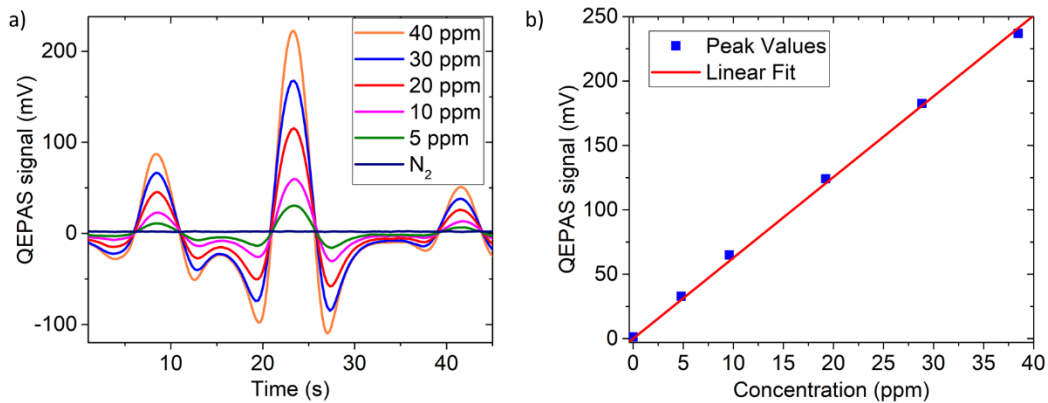 a)
QEPAS signal (mV)
200
100
0
-100
10
20
30
40
Time (s)
40 ppm
30 ppm
20 ppm
10 ppm
5 ppm
N₂
b)
QEPAS signal (mV)
250
200
150
100
50
0
0
5
10
15
20
25
30
35
40
Concentration (ppm)
Peak Values
Linear Fit